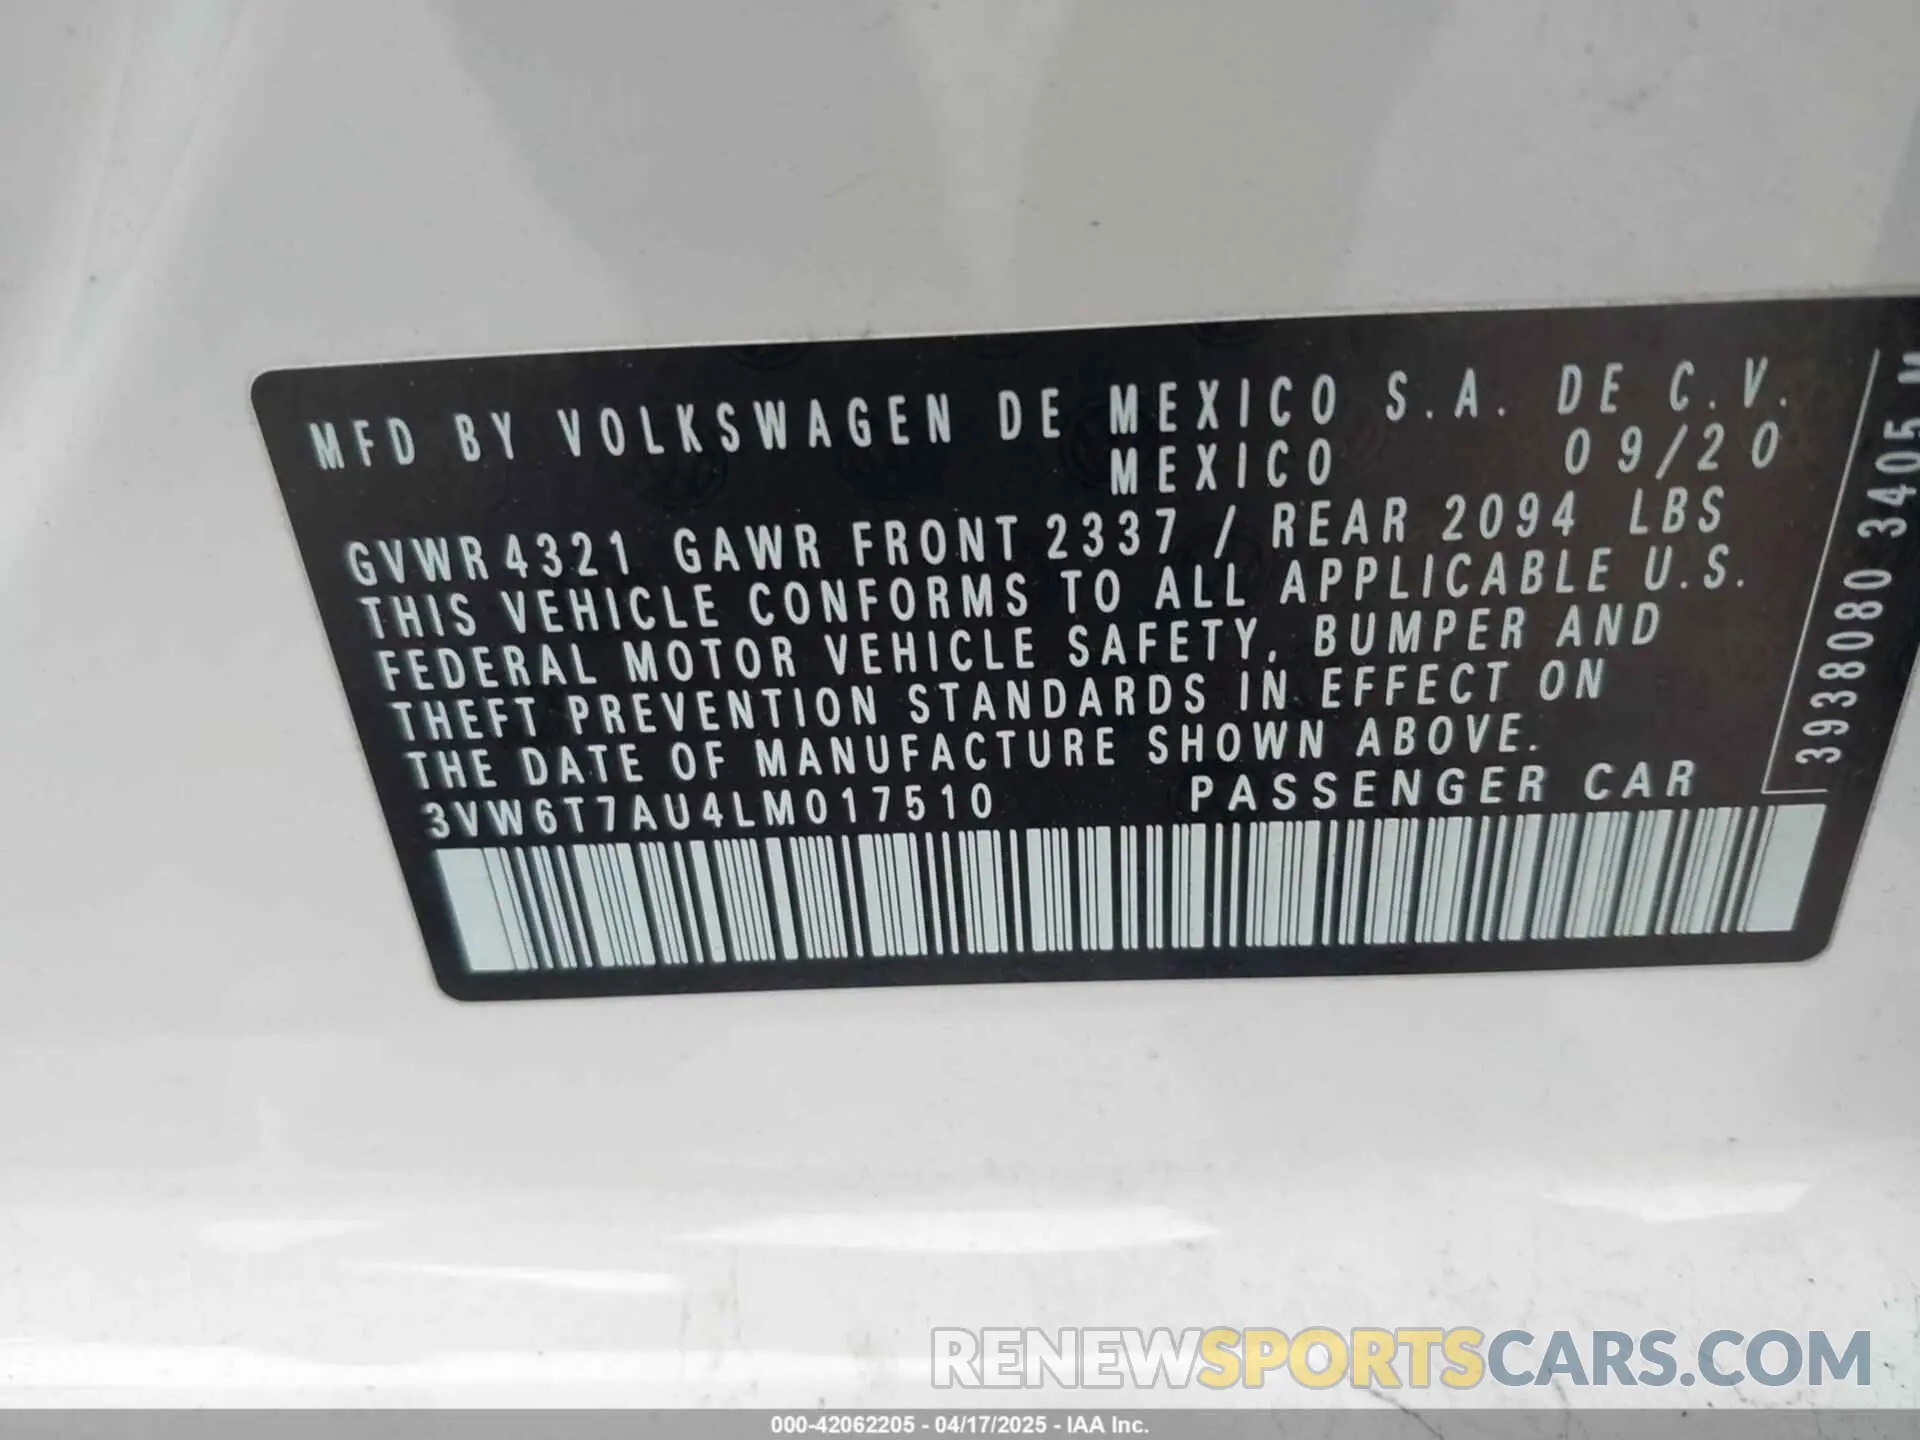 MFD BY VOLKSWAGEN DE MEXICO S.A. DE C.V.
MEXICO 09/20
GVWR 4321 GAWR FRONT 2337 / REAR 2094 LBS
THIS VEHICLE CONFORMS TO ALL APPLICABLE U.S.
FEDERAL MOTOR VEHICLE SAFETY, BUMPER AND
THEFT PREVENTION STANDARDS IN EFFECT ON
THE DATE OF MANUFACTURE SHOWN ABOVE.
3VW6T7AU4LM017510 PASSENGER CAR
3938080 3405 M
RENEWSPORTSCARS.COM
000-42062205 - 04/17/2025 - IAA Inc.